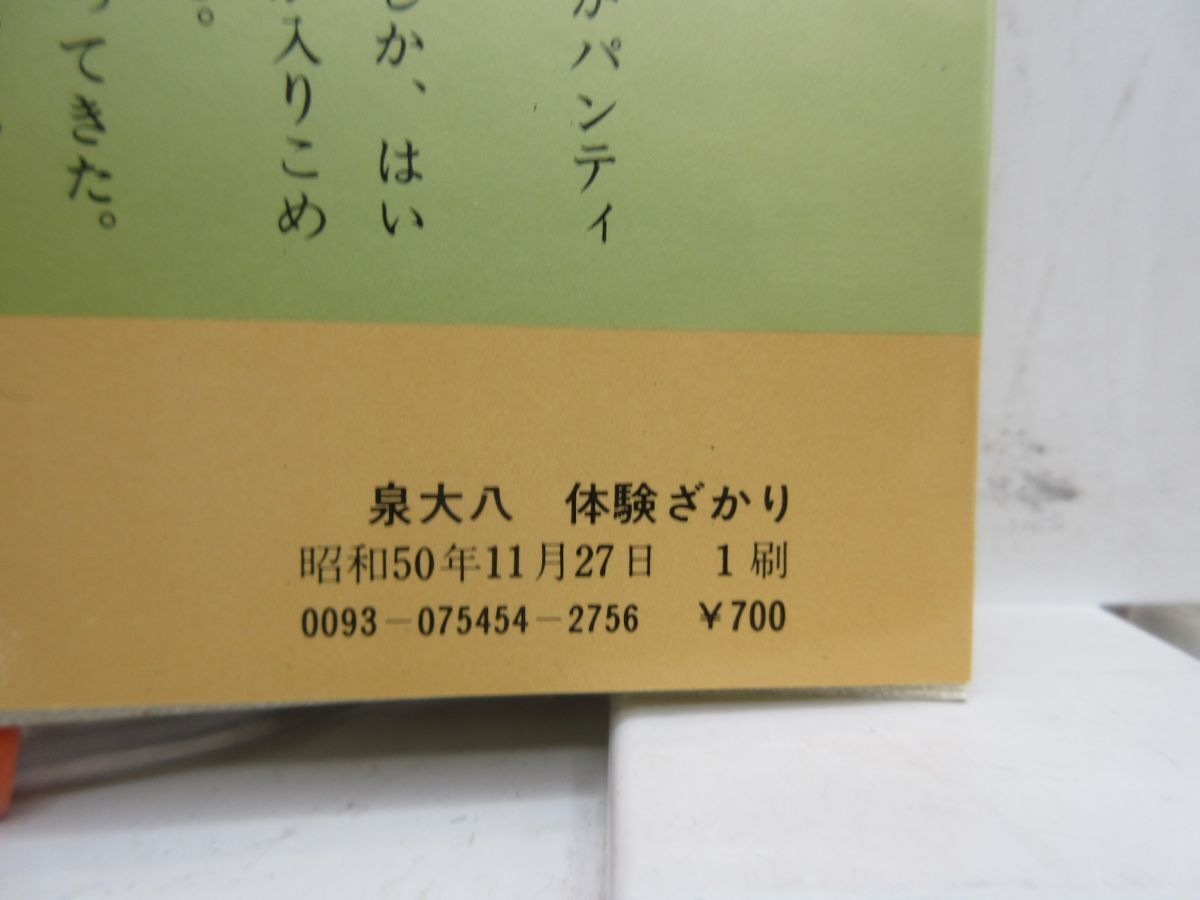 がパンティ
か、はい
入りこめ
。
てきた。
泉大八　体験ざかり
昭和50年11月27日　1刷
0093-075454-2756　¥700